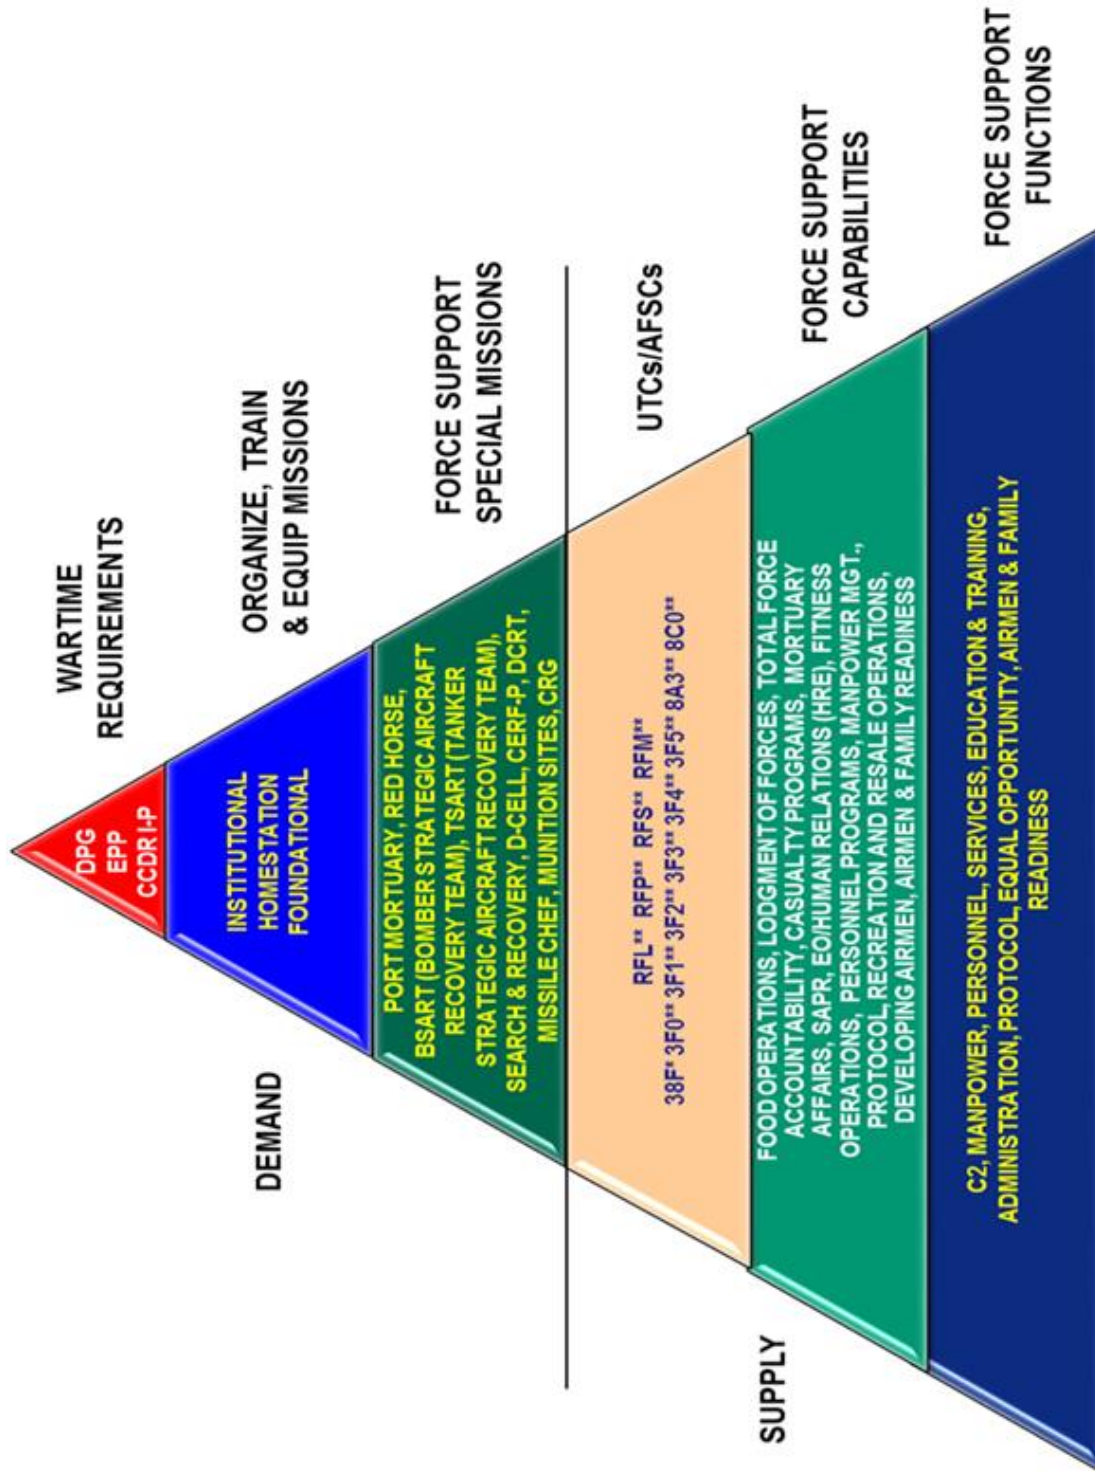 WARTIME
REQUIREMENTS
DPG
EPP
CCDR I-P
ORGANIZE, TRAIN
& EQUIP MISSIONS
INSTITUTIONAL
HOMESTATION
FOUNDATIONAL
DEMAND
FORCE SUPPORT
SPECIAL MISSIONS
PORT MORTUARY, RED HORSE,
BSART (BOMBER STRATEGIC AIRCRAFT
RECOVERY TEAM), TSART (TANKER
STRATEGIC AIRCRAFT RECOVERY TEAM),
SEARCH & RECOVERY, D-CELL, CERF-P, DCRT,
MISSILE CHEF, MUNITION SITES, CRG
UTCs/AFSCs
RFL** RFP** RFS** RFM**
38F* 3F0** 3F1** 3F2** 3F3** 3F4** 3F5** 8A3** 8C0**
SUPPLY
FORCE SUPPORT
CAPABILITIES
FOOD OPERATIONS, LODGMENT OF FORCES, TOTAL FORCE
ACCOUNTABILITY, CASUALTY PROGRAMS, MORTUARY
AFFAIRS, SAPR, EO/HUMAN RELATIONS (HRE), FITNESS
OPERATIONS, PERSONNEL PROGRAMS, MANPOWER MGT.,
PROTOCOL, RECREATION AND RESALE OPERATIONS,
DEVELOPING AIRMEN, AIRMEN & FAMILY READINESS
FORCE SUPPORT
FUNCTIONS
C2, MANPOWER, PERSONNEL, SERVICES, EDUCATION & TRAINING,
ADMINISTRATION, PROTOCOL, EQUAL OPPORTUNITY, AIRMEN & FAMILY
READINESS